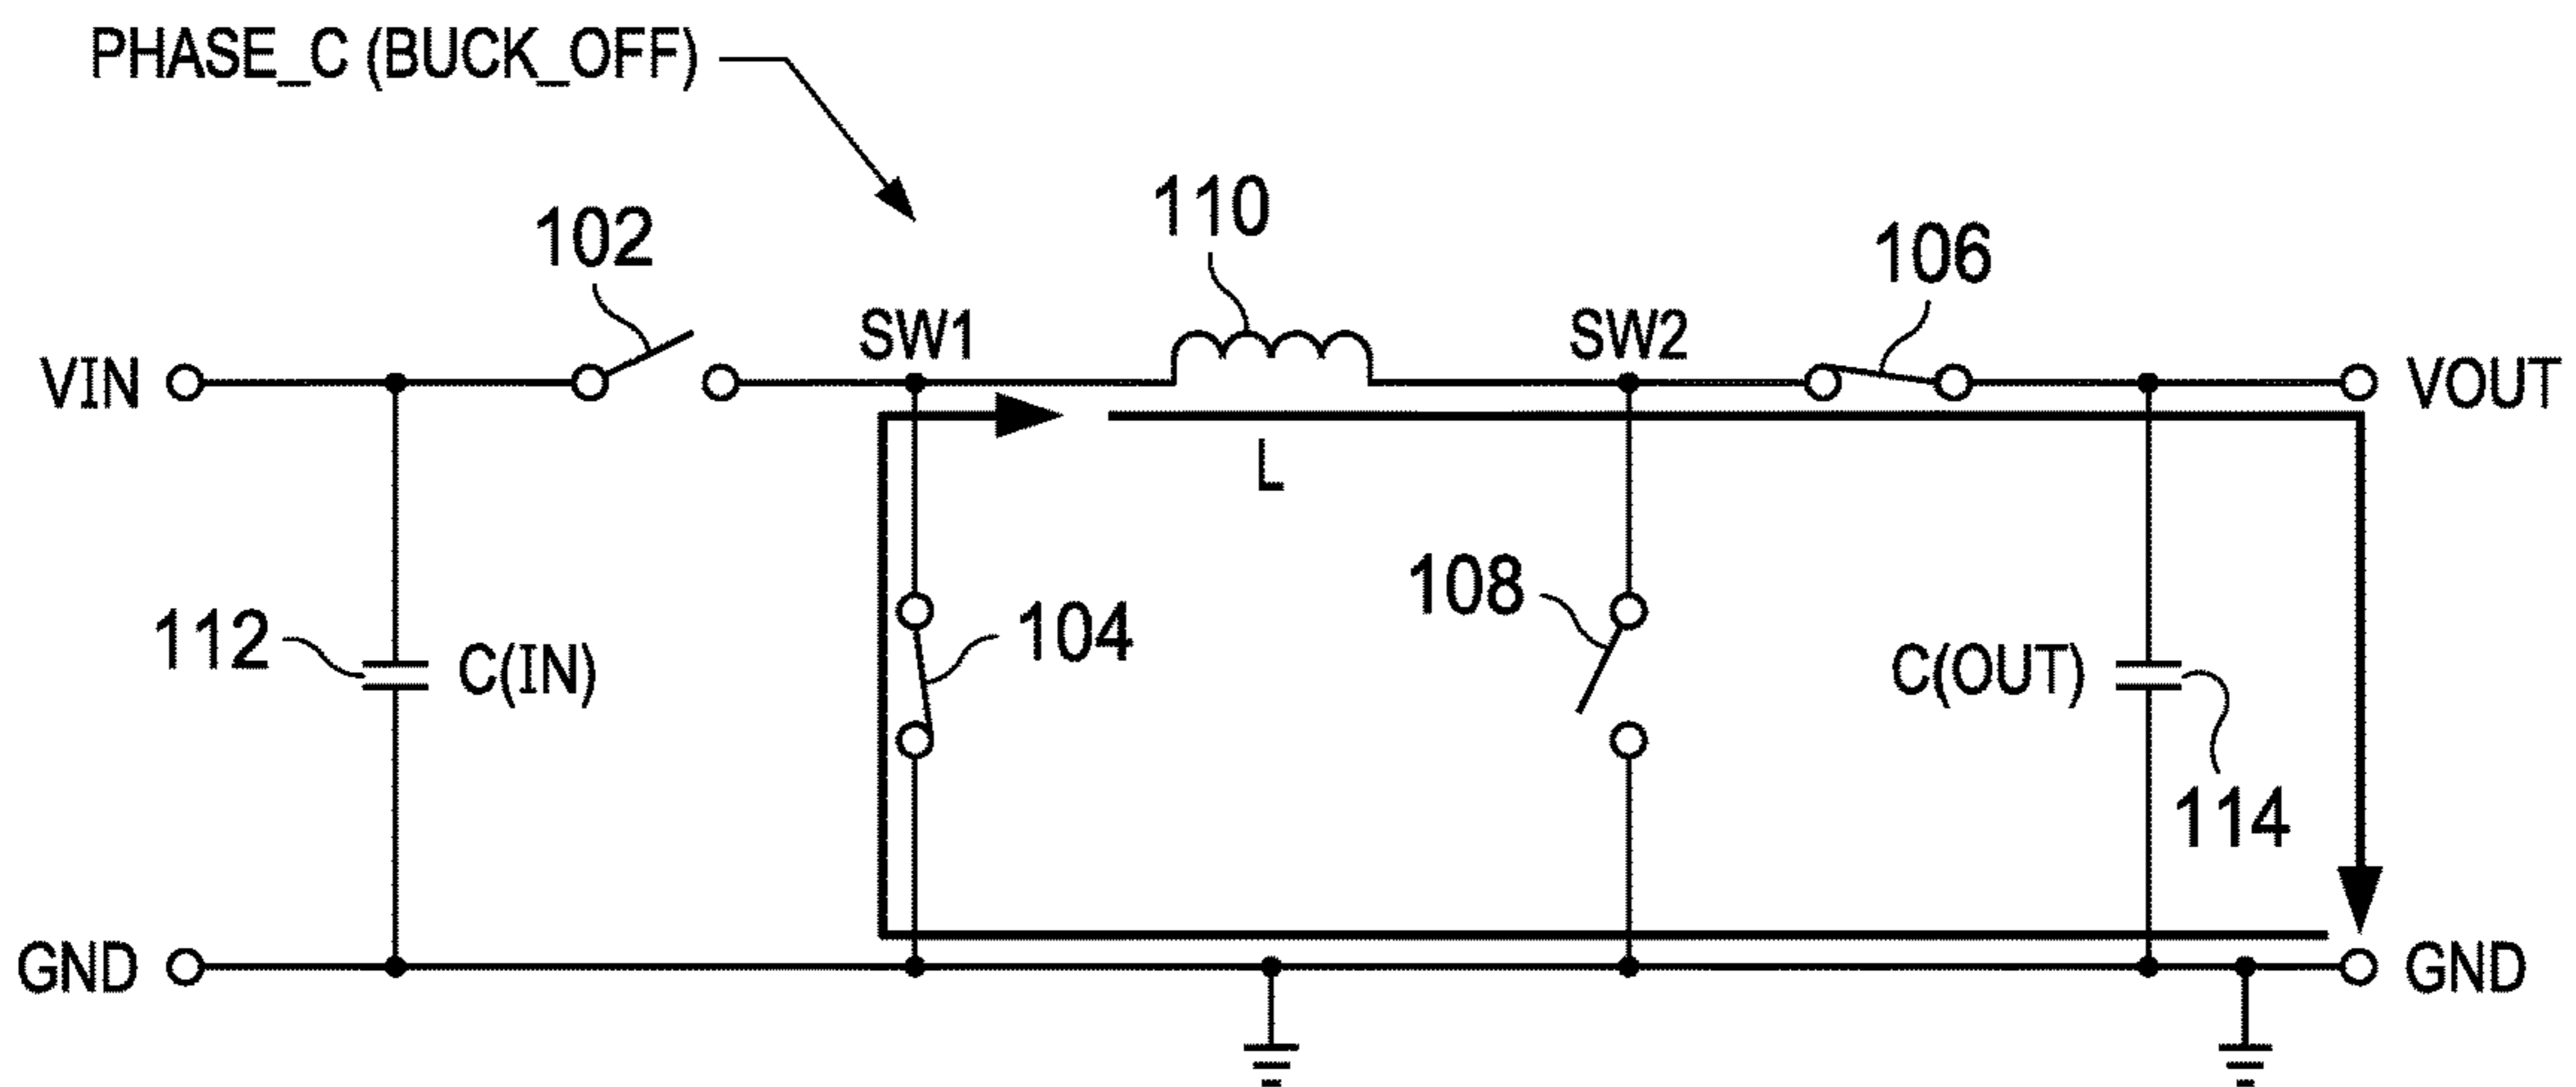 PHASE_C (BUCK_OFF)
110
102
106
SW1
SW2
VIN
VOUT
L
108
112
104
C(IN)
C(OUT)
114
GND
GND